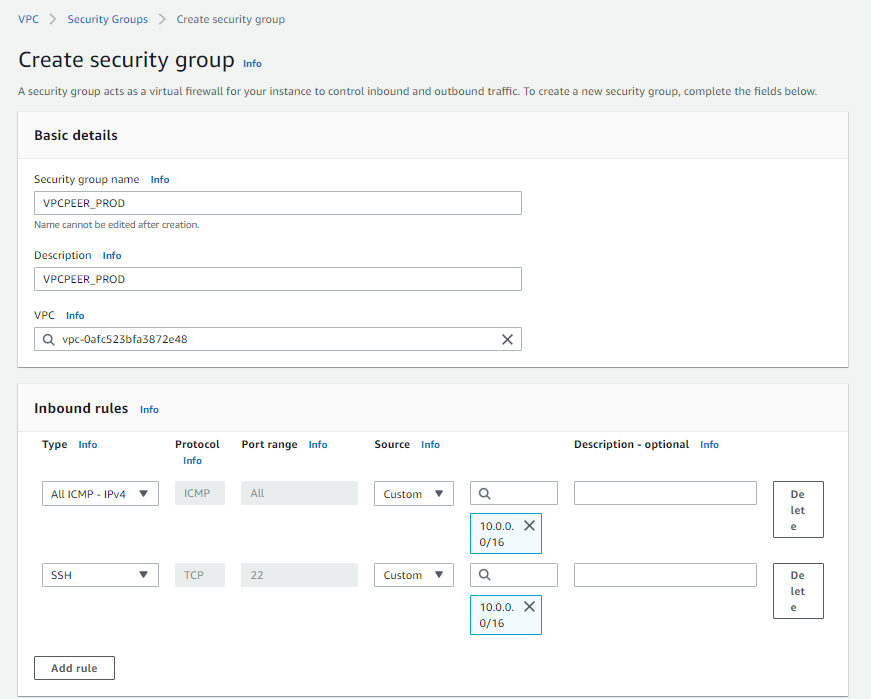 VPC > Security Groups > Create security group
Create security group Info
A security group acts as a virtual firewall for your instance to control inbound and outbound traffic. To create a new security group, complete the fields below.
Basic details
Security group name Info
VPCPEER_PROD
Name cannot be edited after creation.
Description Info
VPCPEER_PROD
VPC Info
vpc-0afc523bfa3872e48
Inbound rules Info
Type Info Protocol Port range Info Source Info Description - optional Info
Info
All ICMP - IPv4 ICMP All Custom De
let
e
10.0.0.
0/16
SSH TCP 22 Custom De
let
e
10.0.0.
0/16
Add rule